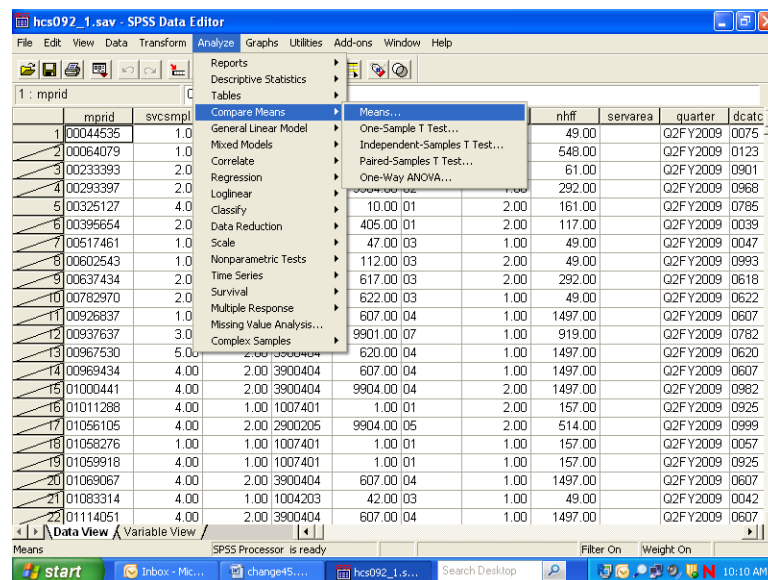 hcs092_1.sav - SPSS Data Editor
File Edit View Data Transform Analyze Graphs Utilities Add-ons Window Help
1 : mprid
Reports
Descriptive Statistics
Tables
Compare Means
General Linear Model
Mixed Models
Correlate
Regression
Loglinear
Classify
Data Reduction
Scale
Nonparametric Tests
Time Series
Survival
Multiple Response
Missing Value Analysis...
Complex Samples
Means...
One-Sample T Test...
Independent-Samples T Test...
Paired-Samples T Test...
One-Way ANOVA...
mprid svcsmpl nhff servarea quarter dcatc
1 00044535 1.0 49.00 Q2FY2009 0075
2 00064079 1.0 548.00 Q2FY2009 0123
3 00233393 2.0 61.00 Q2FY2009 0901
4 00293397 2.0 292.00 Q2FY2009 0968
5 00325127 4.0 10.00 01 2.00 161.00 Q2FY2009 0785
6 00395654 2.0 405.00 01 2.00 117.00 Q2FY2009 0039
7 00517461 1.0 47.00 03 1.00 49.00 Q2FY2009 0047
8 00602543 1.0 112.00 03 2.00 49.00 Q2FY2009 0993
9 00637434 2.0 617.00 03 2.00 292.00 Q2FY2009 0618
10 00782970 2.0 622.00 03 1.00 49.00 Q2FY2009 0622
11 00926837 1.0 607.00 04 1.00 1497.00 Q2FY2009 0607
12 00937637 3.0 9901.00 07 1.00 919.00 Q2FY2009 0782
13 00967530 5.00 2.00 3900404 620.00 04 1.00 1497.00 Q2FY2009 0620
14 00969434 4.00 2.00 3900404 607.00 04 1.00 1497.00 Q2FY2009 0607
15 01000441 4.00 2.00 3900404 9904.00 04 2.00 1497.00 Q2FY2009 0982
16 01011288 4.00 1.00 1007401 1.00 01 2.00 157.00 Q2FY2009 0925
17 01056105 4.00 2.00 2900205 9904.00 05 2.00 514.00 Q2FY2009 0999
18 01058276 1.00 1.00 1007401 1.00 01 1.00 157.00 Q2FY2009 0057
19 01059918 4.00 1.00 1007401 1.00 01 1.00 157.00 Q2FY2009 0925
20 01069067 4.00 2.00 3900404 607.00 04 1.00 1497.00 Q2FY2009 0607
21 01083314 4.00 1.00 1004203 42.00 03 1.00 49.00 Q2FY2009 0042
22 01114051 4.00 2.00 3900404 607.00 04 1.00 1497.00 Q2FY2009 0607
Data View Variable View
Means SPSS Processor is ready Filter On Weight On
start Inbox - Mic... change45.... hcs092_1.s... Search Desktop 10:10 AM